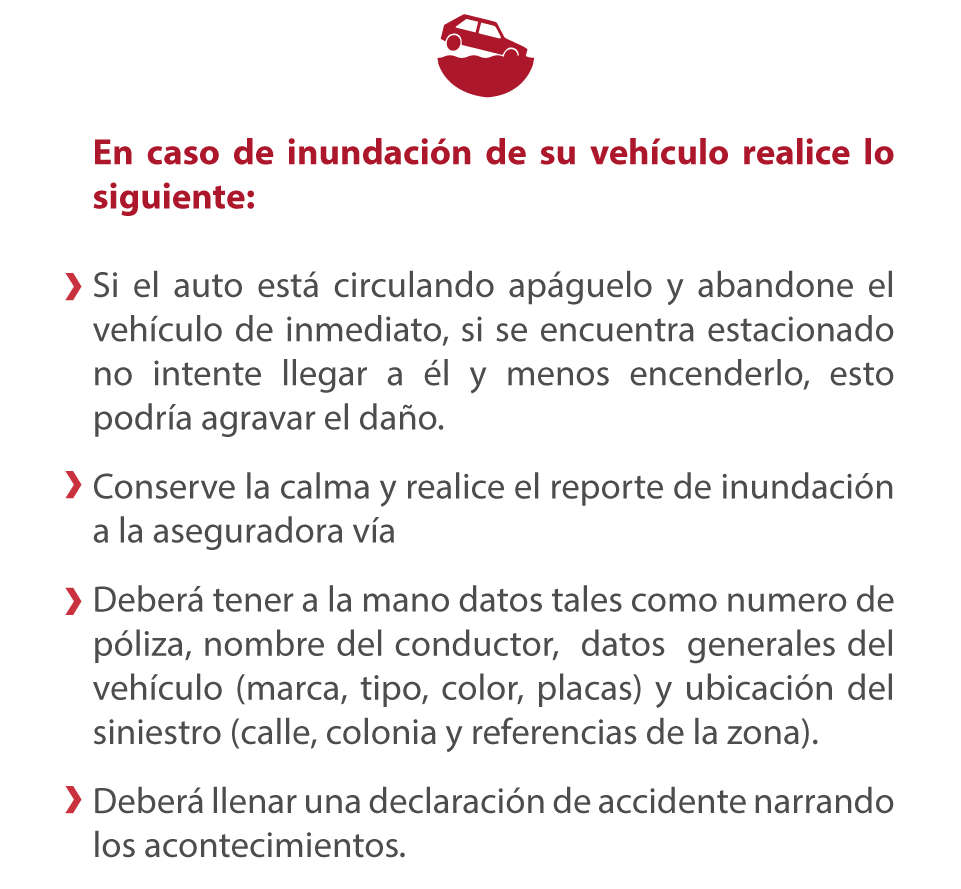 En caso de inundación de su vehículo realice lo
siguiente:
Si el auto está circulando apáguelo y abandone el
vehículo de inmediato, si se encuentra estacionado
no intente llegar a él y menos encenderlo, esto
podría agravar el daño.
Conserve la calma y realice el reporte de inundación
a la aseguradora vía
Deberá tener a la mano datos tales como numero de
póliza, nombre del conductor, datos generales del
vehículo (marca, tipo, color, placas) y ubicación del
siniestro (calle, colonia y referencias de la zona).
Deberá llenar una declaración de accidente narrando
los acontecimientos.